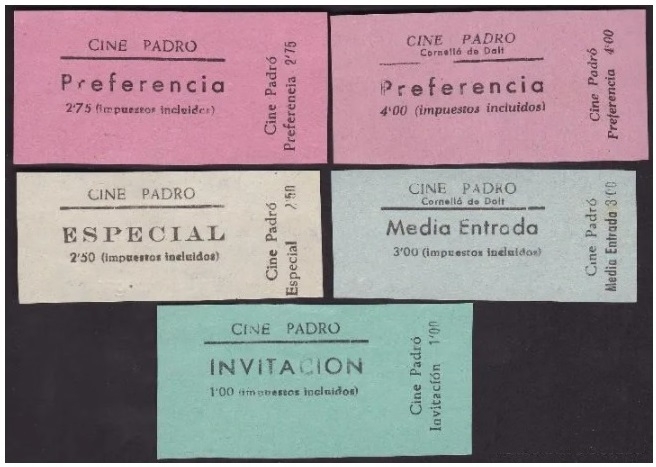 CINE PADRO
Preferencia
2'75 (impuestos incluidos)
Cine Padró
Preferencia 2'75
CINE PADRO
Cornellá de Dalt
Preferencia
4'00 (impuestos incluidos)
Cine Padró
Preferencia 4'00
CINE PADRO
ESPECIAL
2'50 (impuestos incluidos)
Cine Padró
Especial 2'50
CINE PADRO
Cornellá de Dalt
Media Entrada
3'00 (impuestos incluidos)
Cine Padró
Media Entrada 3'00
CINE PADRO
INVITACION
1'00 (impuestos incluidos)
Cine Padró
Invitación 1'00